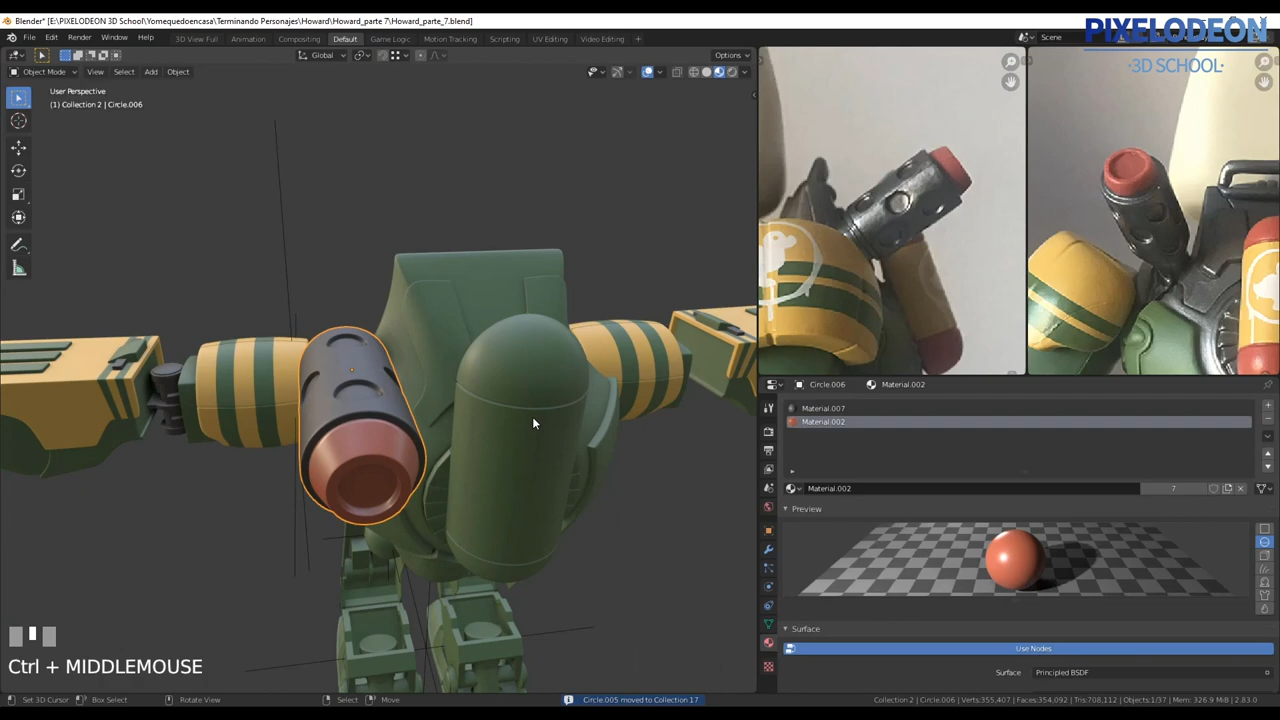 Blender* [E:\PIXELODEON 3D School\Yomequedoencasa\Terminando Personajes\Howard\Howard_parte 7\Howard_parte_7.blend]
PIXELODEON
·3D SCHOOL·
File Edit Render Window Help 3D View Full Animation Compositing Default Game Logic Motion Tracking Scripting UV Editing Video Editing + Scene
Global Options
Object Mode View Select Add Object
User Perspective
(1) Collection 2 | Circle.006
Circle.006 Material.002
Material.007
Material.002
Material.002 7
Preview
Surface
Use Nodes
Surface: Principled BSDF
Ctrl + MIDDLEMOUSE
Set 3D Cursor Box Select Rotate View Select Move Circle.005 moved to Collection 17 Collection 2 | Circle.006 | Verts:355,407 | Faces:354,092 | Tris:708,112 | Objects:1/37 | Mem: 326.9 MiB | 2.83.0